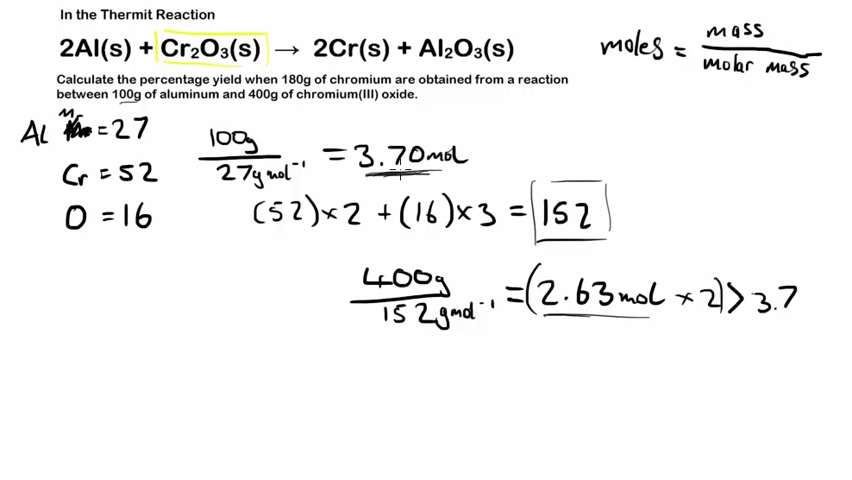 In the Thermit Reaction
2Al(s) + Cr₂O₃(s) → 2Cr(s) + Al₂O₃(s)
moles = mass / molar mass
Calculate the percentage yield when 180g of chromium are obtained from a reaction
between 100g of aluminum and 400g of chromium(III) oxide.
Mr
Al = 27
100g / 27gmol⁻¹ = 3.70mol
Cr = 52
O = 16
(52)×2 + (16)×3 = 152
400g / 152gmol⁻¹ = (2.63mol × 2) > 3.7